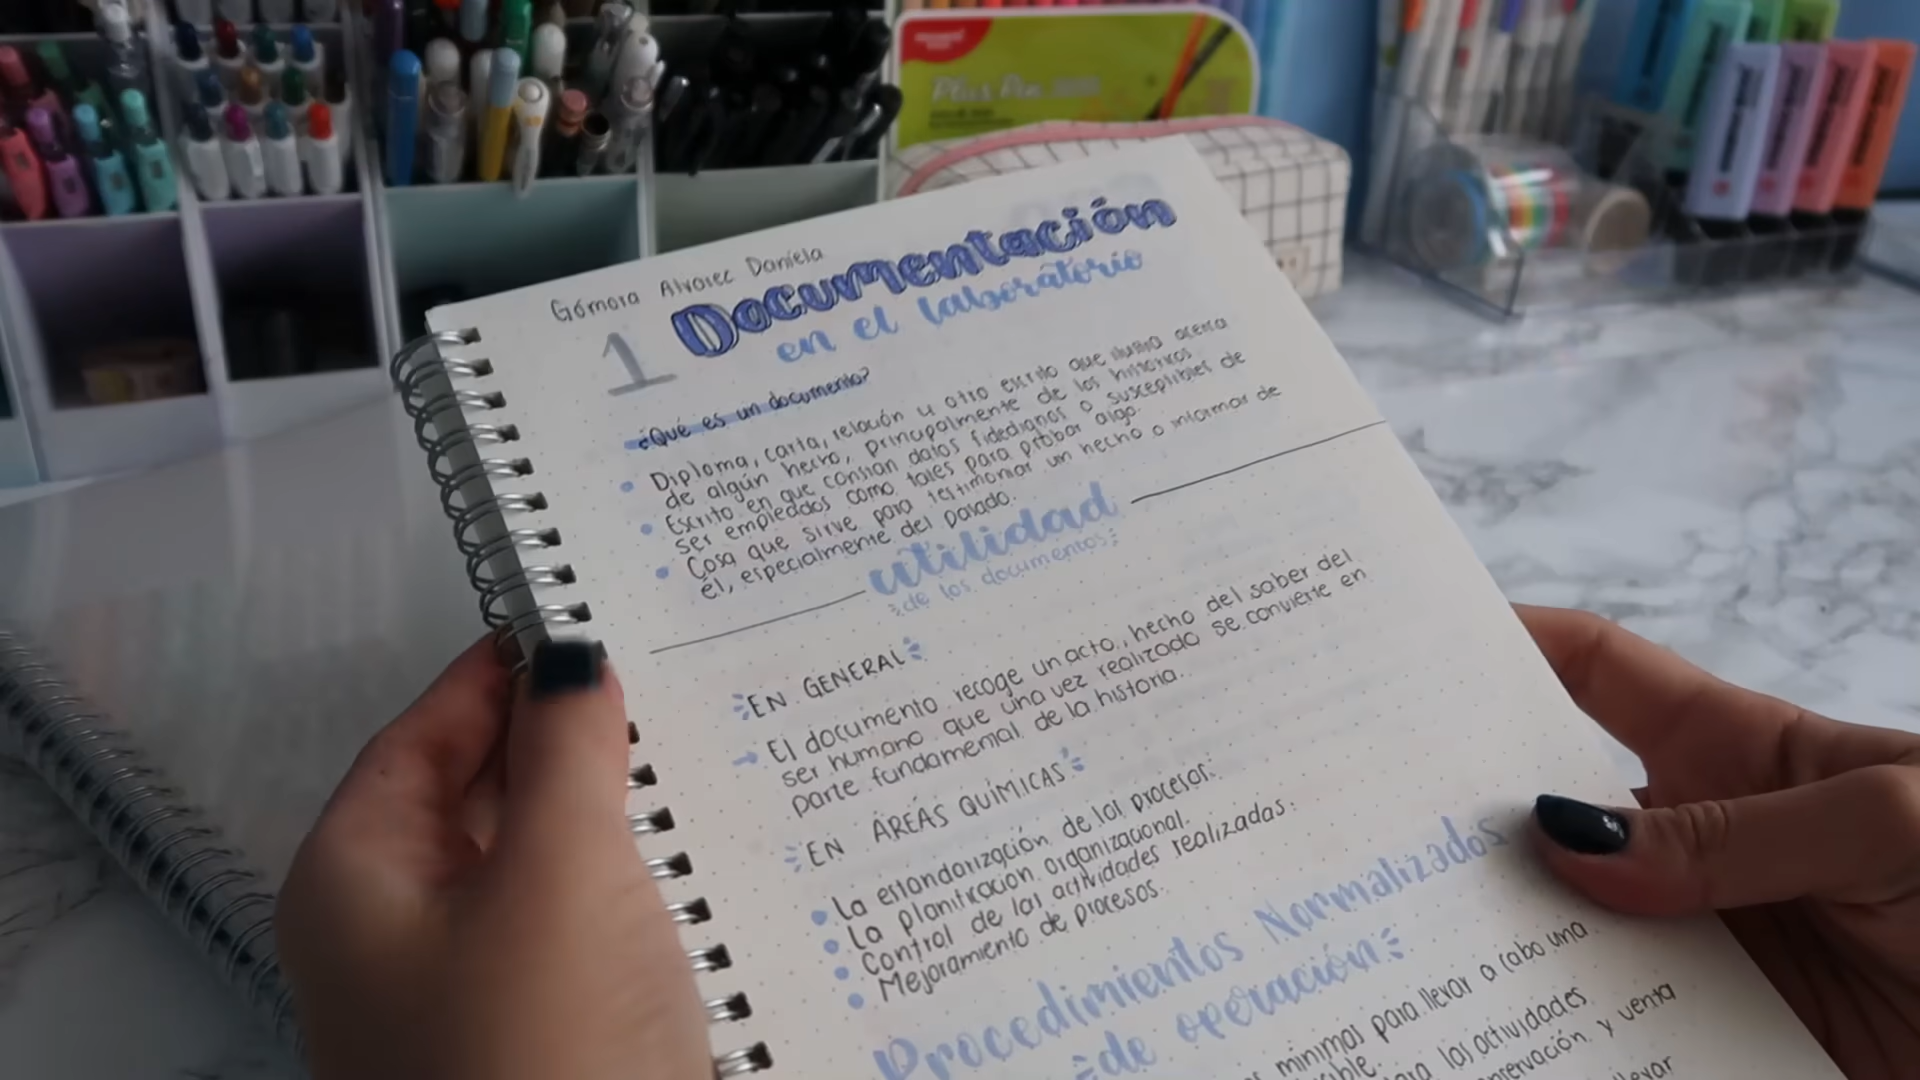 Gómora Alvarec Daniela
1 Documentación
en el laboratorio
¿Qué es un documento?
• Diploma, carta, relación u otro escrito que ilustra acerca
de algún hecho, principalmente de los históricos
• Escrito en que constan datos fidedignos o susceptibles de
ser empleados como tales para probar algo.
• Cosa que sirve para testimoniar un hecho o informar de
él, especialmente del pasado.
utilidad
de los documentos
EN GENERAL
→ El documento recoge un acto, hecho del saber del
ser humano que una vez realizado se convierte en
parte fundamental de la historia.
EN ÁREAS QUÍMICAS
• La estandarización de los procesos.
• La planificación organizacional.
• Control de las actividades realizadas.
• Mejoramiento de procesos.
Procedimientos Normalizados
de operación
mínimas para llevar a cabo una
las actividades
y venta